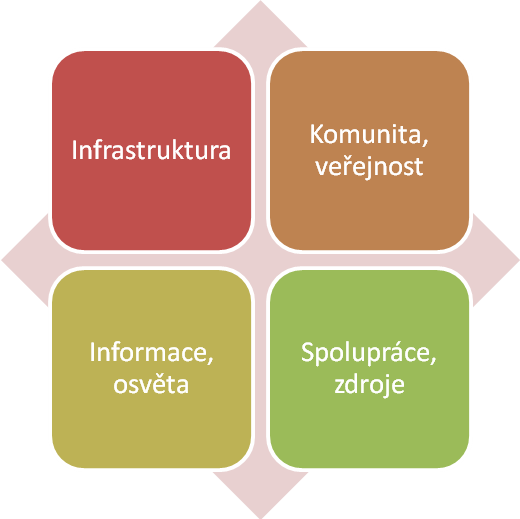 Infrastruktura
Komunita,
veřejnost
Informace,
osvěta
Spolupráce,
zdroje